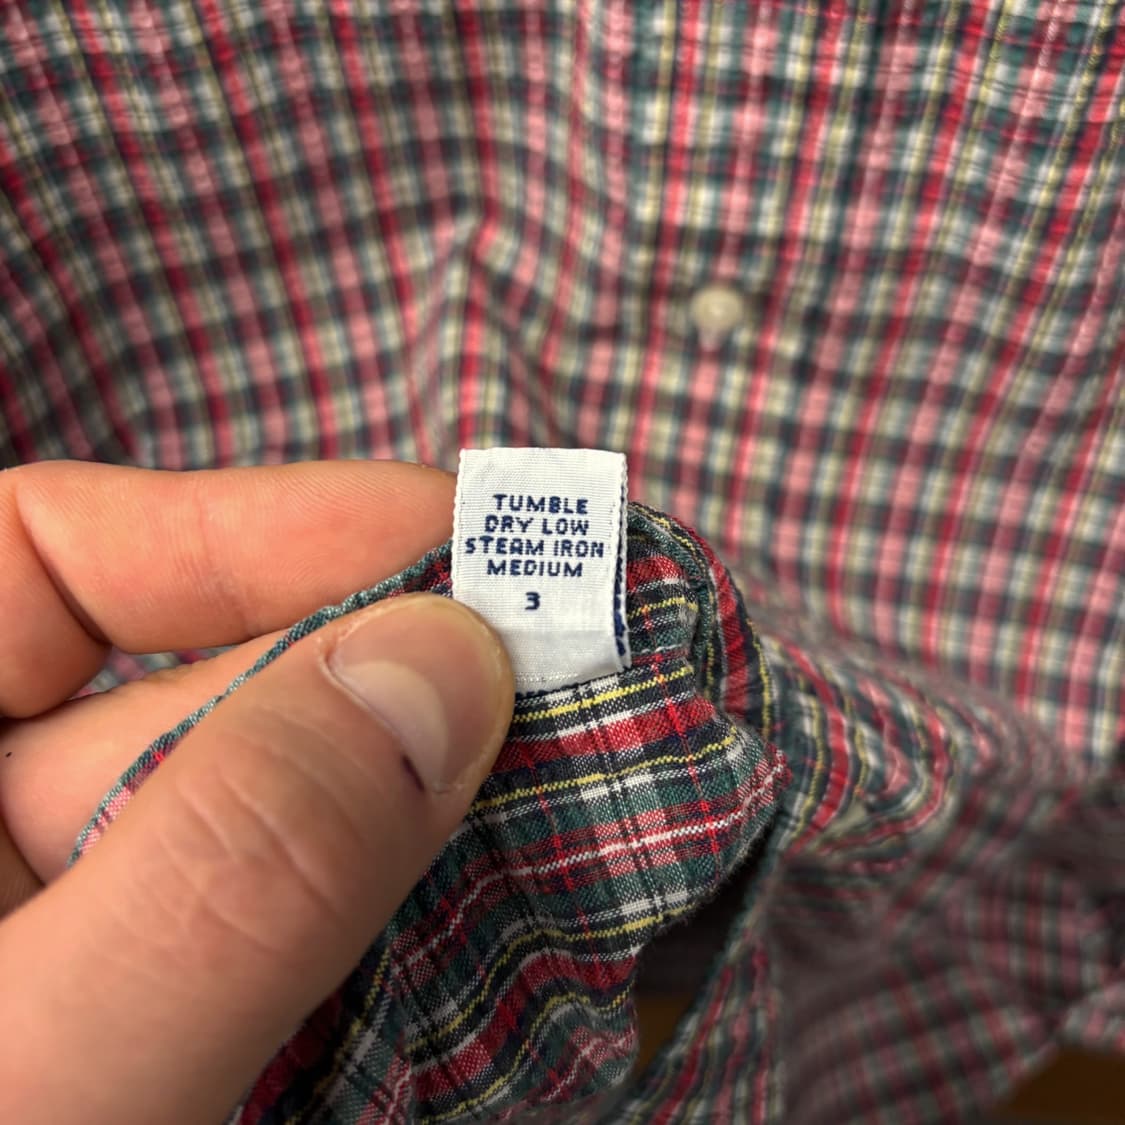 TUMBLE
DRY LOW
STEAM IRON
MEDIUM
3